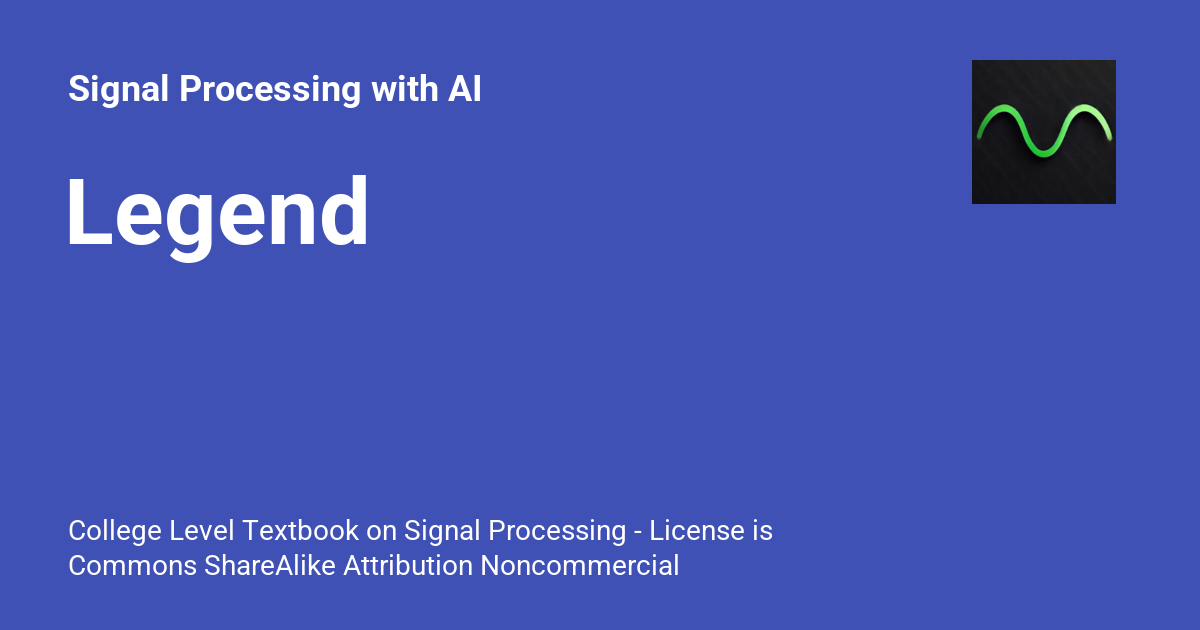 Signal Processing with AI
Legend
College Level Textbook on Signal Processing - License is
Commons ShareAlike Attribution Noncommercial